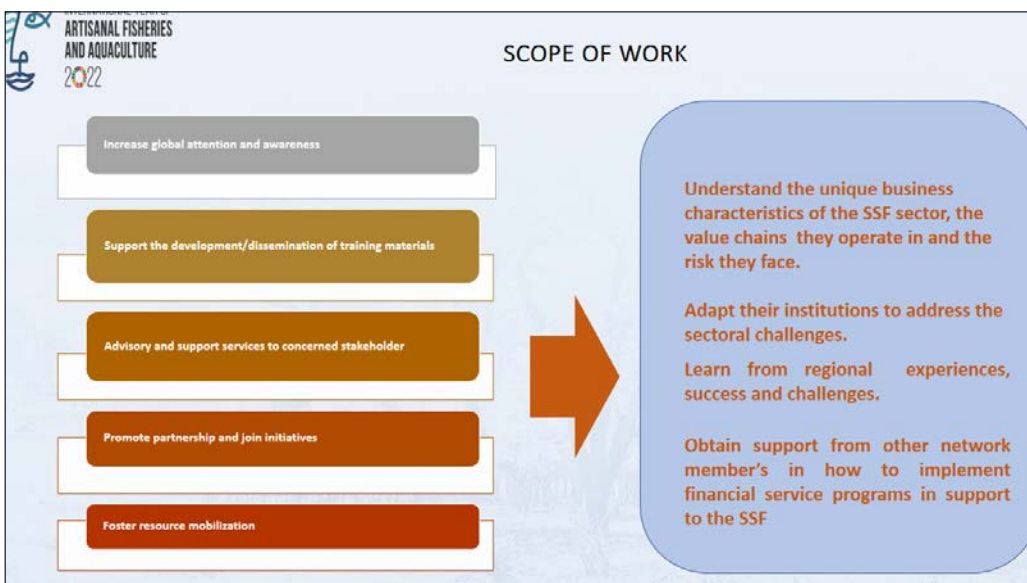 INTERNATIONAL YEAR OF
ARTISANAL FISHERIES
AND AQUACULTURE
2022
SCOPE OF WORK
Increase global attention and awareness
Support the development/dissemination of training materials
Advisory and support services to concerned stakeholder
Promote partnership and join initiatives
Foster resource mobilization
Understand the unique business
characteristics of the SSF sector, the
value chains they operate in and the
risk they face.
Adapt their institutions to address the
sectoral challenges.
Learn from regional experiences,
success and challenges.
Obtain support from other network
member's in how to implement
financial service programs in support
to the SSF